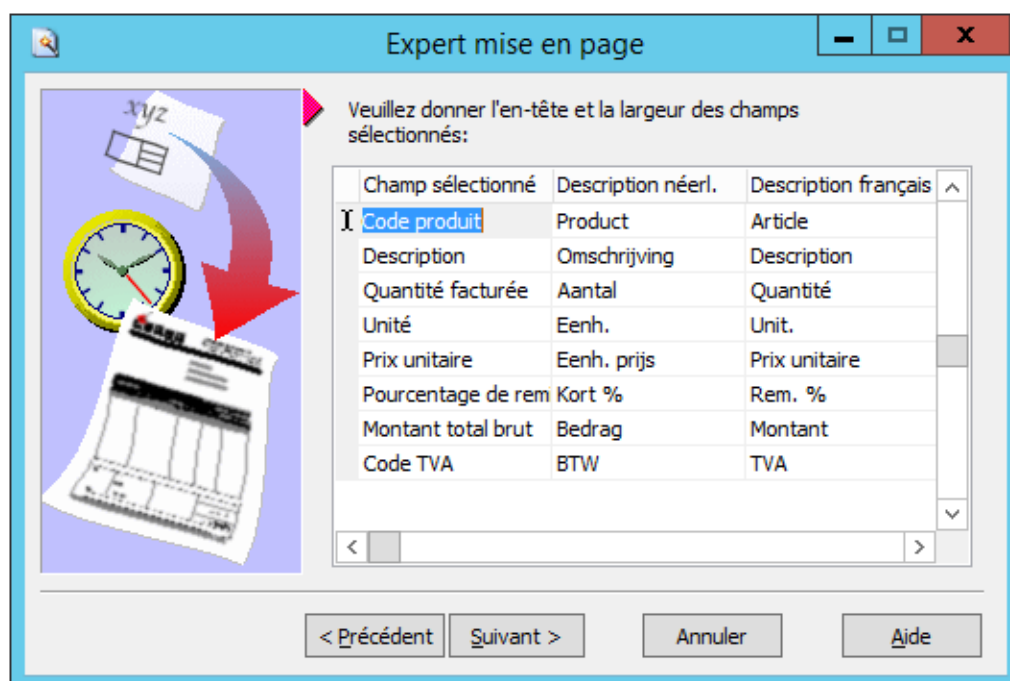 Expert mise en page
xyz
Veuillez donner l'en-tête et la largeur des champs
sélectionnés:
Champ sélectionné Description néerl. Description français
Code produit Product Article
Description Omschrijving Description
Quantité facturée Aantal Quantité
Unité Eenh. Unit.
Prix unitaire Eenh. prijs Prix unitaire
Pourcentage de rem Kort % Rem. %
Montant total brut Bedrag Montant
Code TVA BTW TVA
< Précédent Suivant > Annuler Aide